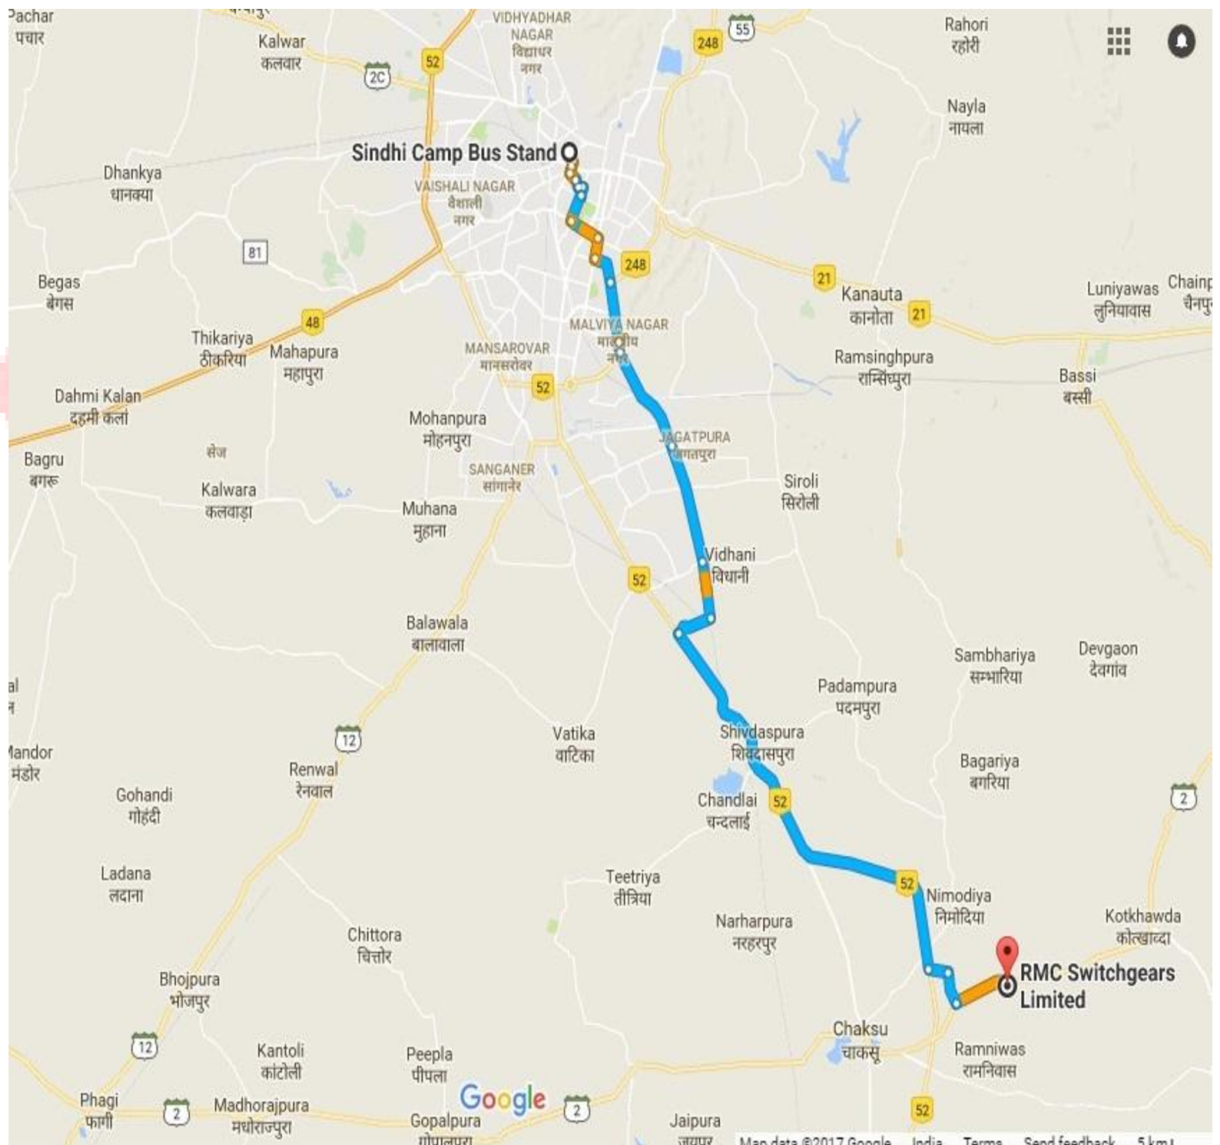 Pachar
पचार
Kalwar
कलवार
VIDHYADHAR
NAGAR
विद्याधर
नगर
248
55
Rahori
रहोरी
52
2C
Nayla
नायला
Sindhi Camp Bus Stand
Dhankya
धानक्या
VAISHALI NAGAR
वैशाली
नगर
81
248
21
Begas
बेगस
Kanauta
कानोता
21
Luniyawas
लुनियावास
48
Thikariya
ठीकरिया
Mahapura
महापुरा
MALVIYA NAGAR
MANSAROVAR
मानसरोवर
52
Ramsinghpura
Bassi
बस्सी
Dahmi Kalan
दहमी कलां
Mohanpura
मोहनपुरा
JAGATPURA
जगतपुरा
Bagru
बगरू
सेज
SANGANER
सांगानेर
Kalwara
कलवाड़ा
Siroli
सिरोली
Muhana
मुहाना
Vidhani
विधानी
52
Balawala
बालावाला
Sambhariya
सम्भारिया
Devgaon
देवगांव
Padampura
पदमपुरा
12
Vatika
वाटिका
Shivdaspura
शिवदासपुरा
Mandor
मंडोर
Renwal
रेनवाल
Bagariya
बगरिया
Gohandi
गोहंदी
Chandlai
चन्दलाई
52
2
Ladana
लदाना
Teetriya
तीत्रिया
52
Nimodiya
निमोदिया
Narharpura
नरहरपुर
Kotkhawda
Chittora
चित्तोर
RMC Switchgears
Limited
Bhojpura
भोजपुर
12
Chaksu
चाकसू
Kantoli
कांटोली
Peepla
पीपला
Ramniwas
रामनिवास
Phagi
फागी
2
Madhorajpura
मधोराज्पुरा
Google
2
Gopalpura
गोपालपुरा
Jaipura
जयपुर
52
Map data ©2017 Google India Terms Send feedback 5 km